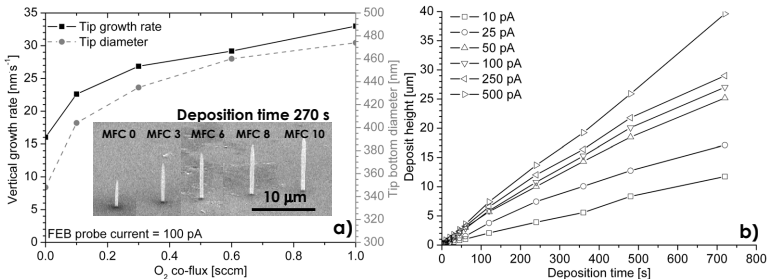 Tip growth rate
Tip diameter
Deposition time 270 s
MFC 0 MFC 3 MFC 6 MFC 8 MFC 10
10 µm
FEB probe current = 100 pA
a)
35
30
25
20
15
10
5
0
Vertical growth rate [nm·s⁻¹]
500
480
460
440
420
400
380
360
340
320
300
Tip bottom diameter [nm]
0.0 0.2 0.4 0.6 0.8 1.0
O₂ co-flux [sccm]
10 pA
25 pA
50 pA
100 pA
250 pA
500 pA
b)
40
35
30
25
20
15
10
5
0
Deposit height [um]
0 100 200 300 400 500 600 700 800
Deposition time [s]